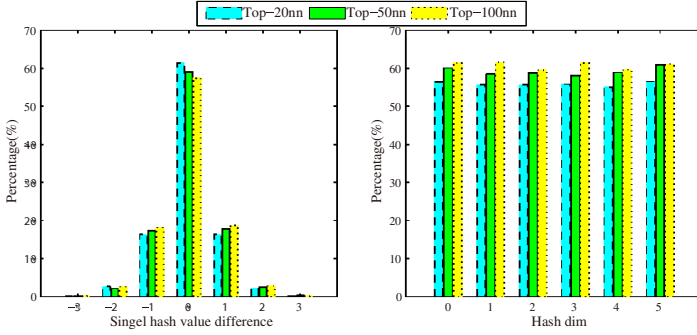 Top−20nn Top−50nn Top−100nn
70 70
60 60
50 50
40 40
30 30
20 20
10 10
0 0
Percentage(%) Percentage(%)
−3 −2 −1 0 1 2 3 0 1 2 3 4 5
Singel hash value difference Hash dim